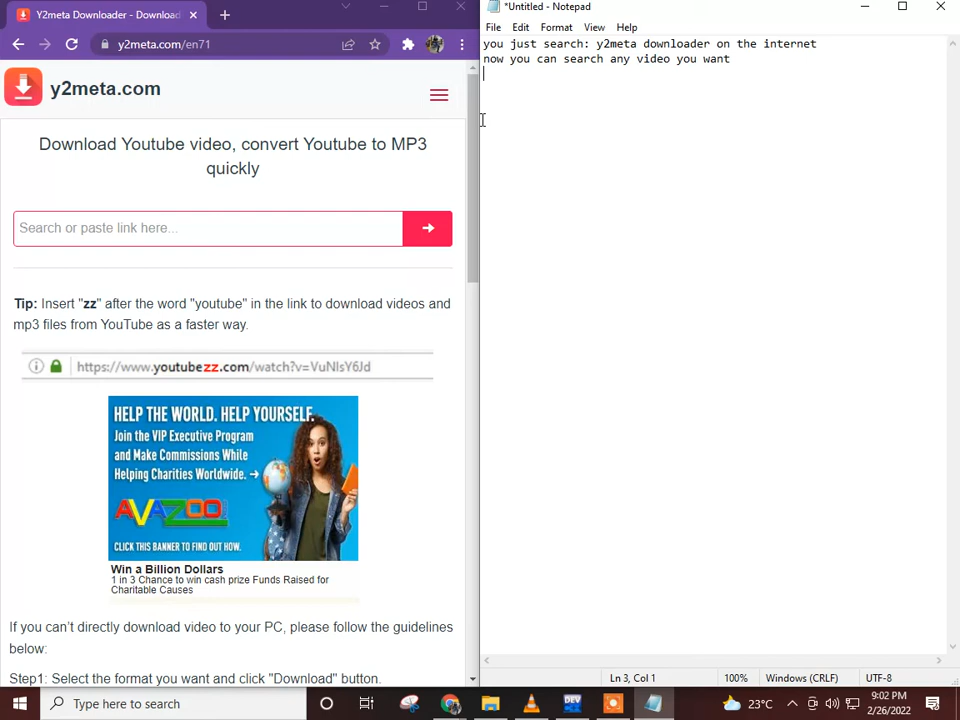 Y2meta Downloader - Download
y2meta.com/en71
y2meta.com
Download Youtube video, convert Youtube to MP3
quickly
Search or paste link here...
Tip: Insert "zz" after the word "youtube" in the link to download videos and
mp3 files from YouTube as a faster way.
https://www.youtubezz.com/watch?v=VuNIsY6Jd
HELP THE WORLD. HELP YOURSELF.
Join the VIP Executive Program
and Make Commissions While
Helping Charities Worldwide.
AVAZOO
CLICK THIS BANNER TO FIND OUT HOW.
Win a Billion Dollars
1 in 3 Chance to win cash prize Funds Raised for
Charitable Causes
If you can't directly download video to your PC, please follow the guidelines
below:
Step1: Select the format you want and click "Download" button.
*Untitled - Notepad
File Edit Format View Help
you just search: y2meta downloader on the internet
now you can search any video you want
Ln 3, Col 1 100% Windows (CRLF) UTF-8
Type here to search
DEV
23°C
9:02 PM
2/26/2022